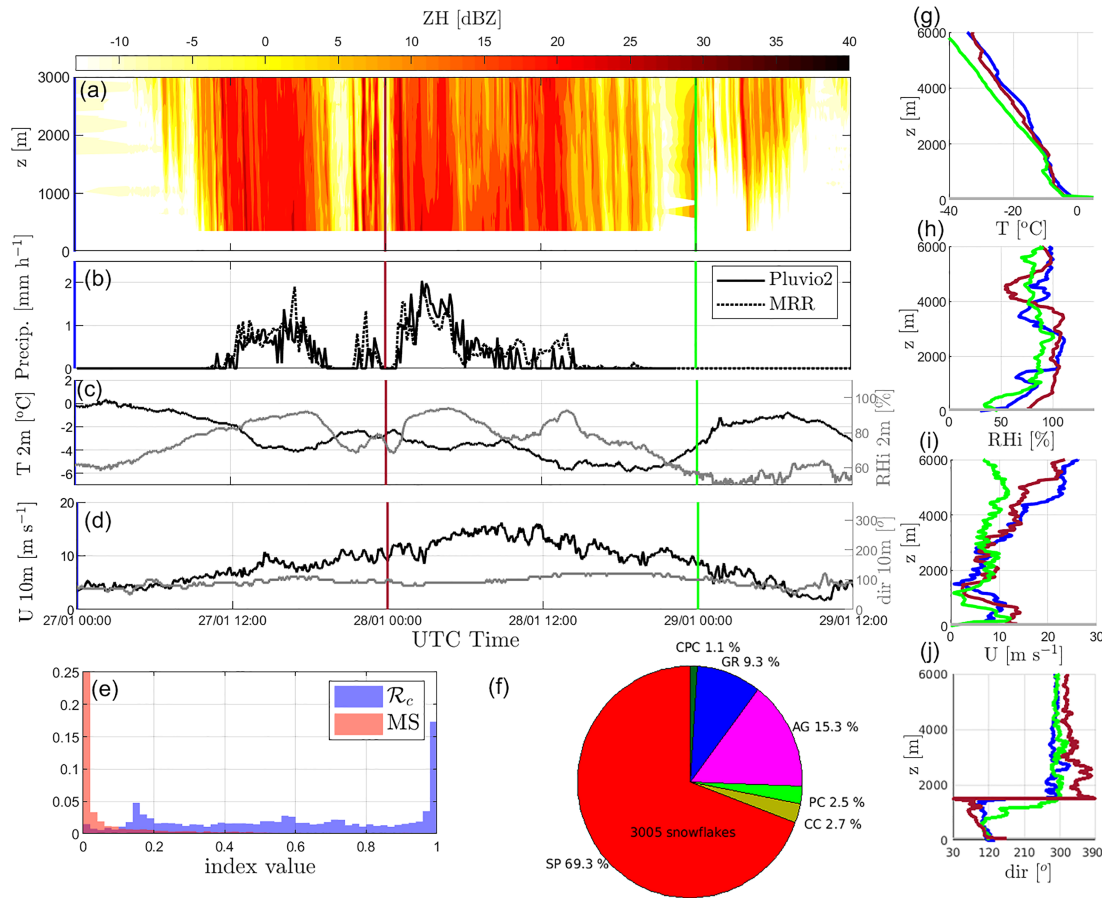 ZH [dBZ]
-10 -5 0 5 10 15 20 25 30 35 40
(a)
3000
2000
1000
0
z [m]
(b)
2
1
0
Precip. [mm h⁻¹]
Pluvio2
MRR
(c)
2
0
-2
-4
-6
T 2m [°C]
100
80
60
RHi 2m [%]
(d)
20
10
0
U 10m [m s⁻¹]
300
200
100
0
dir 10m [°]
27/01 00:00 27/01 12:00 28/01 00:00 28/01 12:00 29/01 00:00 29/01 12:00
UTC Time
(e)
0.25
0.2
0.15
0.1
0.05
0
0 0.2 0.4 0.6 0.8 1
index value
ℛc
MS
(f)
CPC 1.1 %
GR 9.3 %
AG 15.3 %
PC 2.5 %
CC 2.7 %
3005 snowflakes
SP 69.3 %
(g)
6000
4000
2000
0
z [m]
-40 -20 0
T [°C]
(h)
6000
4000
2000
0
z [m]
0 50 100
RHi [%]
(i)
6000
4000
2000
0
z [m]
0 10 20 30
U [m s⁻¹]
(j)
6000
4000
2000
0
z [m]
30 120 210 300 390
dir [°]